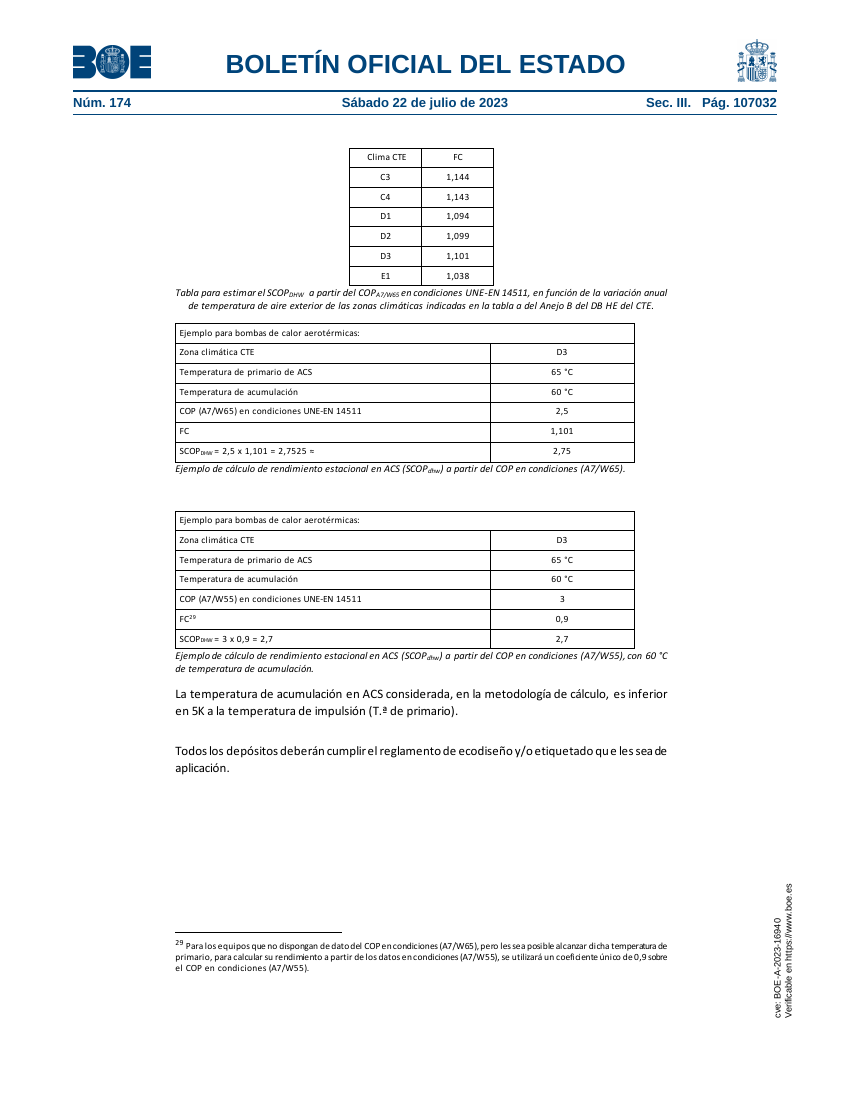 BOE
BOLETÍN OFICIAL DEL ESTADO
Núm. 174 Sábado 22 de julio de 2023 Sec. III. Pág. 107032
Clima CTE FC
C3 1,144
C4 1,143
D1 1,094
D2 1,099
D3 1,101
E1 1,038
Tabla para estimar el SCOPDHW a partir del COPA7/W65 en condiciones UNE-EN 14511, en función de la variación anual
de temperatura de aire exterior de las zonas climáticas indicadas en la tabla a del Anejo B del DB HE del CTE.
Ejemplo para bombas de calor aerotérmicas:
Zona climática CTE D3
Temperatura de primario de ACS 65 °C
Temperatura de acumulación 60 °C
COP (A7/W65) en condiciones UNE-EN 14511 2,5
FC 1,101
SCOPDHW = 2,5 x 1,101 = 2,7525 ≈ 2,75
Ejemplo de cálculo de rendimiento estacional en ACS (SCOPdhw) a partir del COP en condiciones (A7/W65).
Ejemplo para bombas de calor aerotérmicas:
Zona climática CTE D3
Temperatura de primario de ACS 65 °C
Temperatura de acumulación 60 °C
COP (A7/W55) en condiciones UNE-EN 14511 3
FC29 0,9
SCOPDHW = 3 x 0,9 = 2,7 2,7
Ejemplo de cálculo de rendimiento estacional en ACS (SCOPdhw) a partir del COP en condiciones (A7/W55), con 60 °C
de temperatura de acumulación.
La temperatura de acumulación en ACS considerada, en la metodología de cálculo, es inferior
en 5K a la temperatura de impulsión (T.ª de primario).
Todos los depósitos deberán cumplir el reglamento de ecodiseño y/o etiquetado que les sea de
aplicación.
29 Para los equipos que no dispongan de dato del COP en condiciones (A7/W65), pero les sea posible alcanzar dicha temperatura de
primario, para calcular su rendimiento a partir de los datos en condiciones (A7/W55), se utilizará un coeficiente único de 0,9 sobre
el COP en condiciones (A7/W55).
cve: BOE-A-2023-16940
Verificable en https://www.boe.es